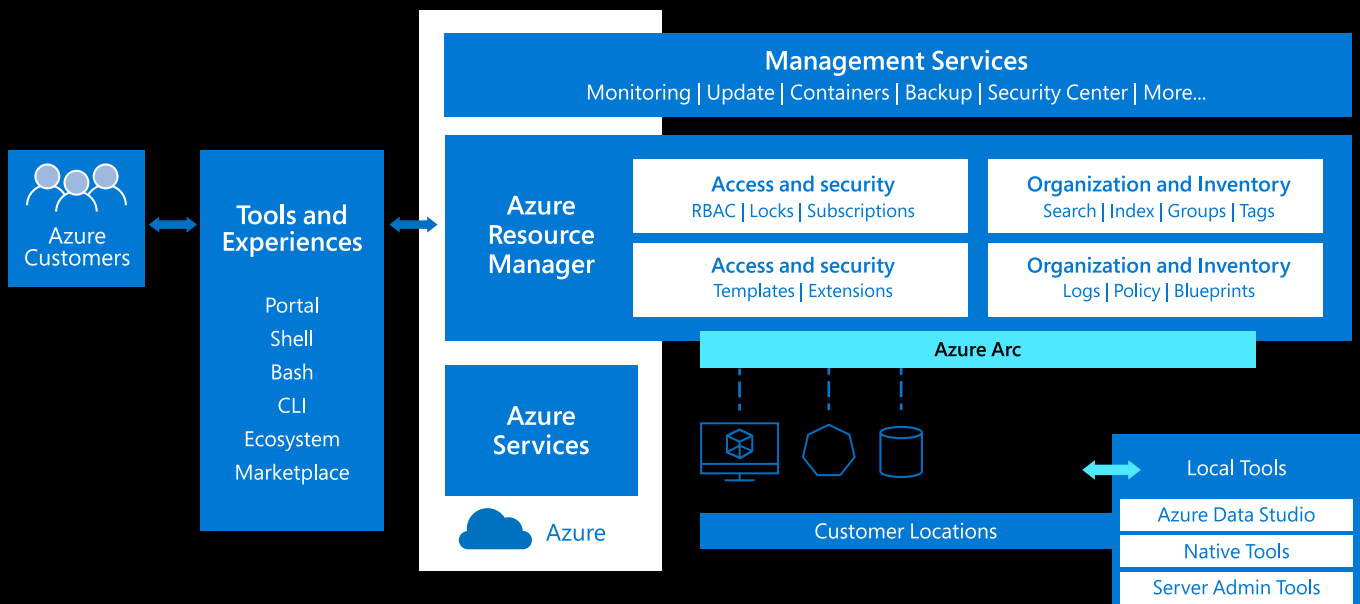 Management Services
Monitoring | Update | Containers | Backup | Security Center | More...
Azure
Customers
Tools and
Experiences
Portal
Shell
Bash
CLI
Ecosystem
Marketplace
Azure
Resource
Manager
Access and security
RBAC | Locks | Subscriptions
Organization and Inventory
Search | Index | Groups | Tags
Access and security
Templates | Extensions
Organization and Inventory
Logs | Policy | Blueprints
Azure Arc
Azure
Services
Azure
Customer Locations
Local Tools
Azure Data Studio
Native Tools
Server Admin Tools